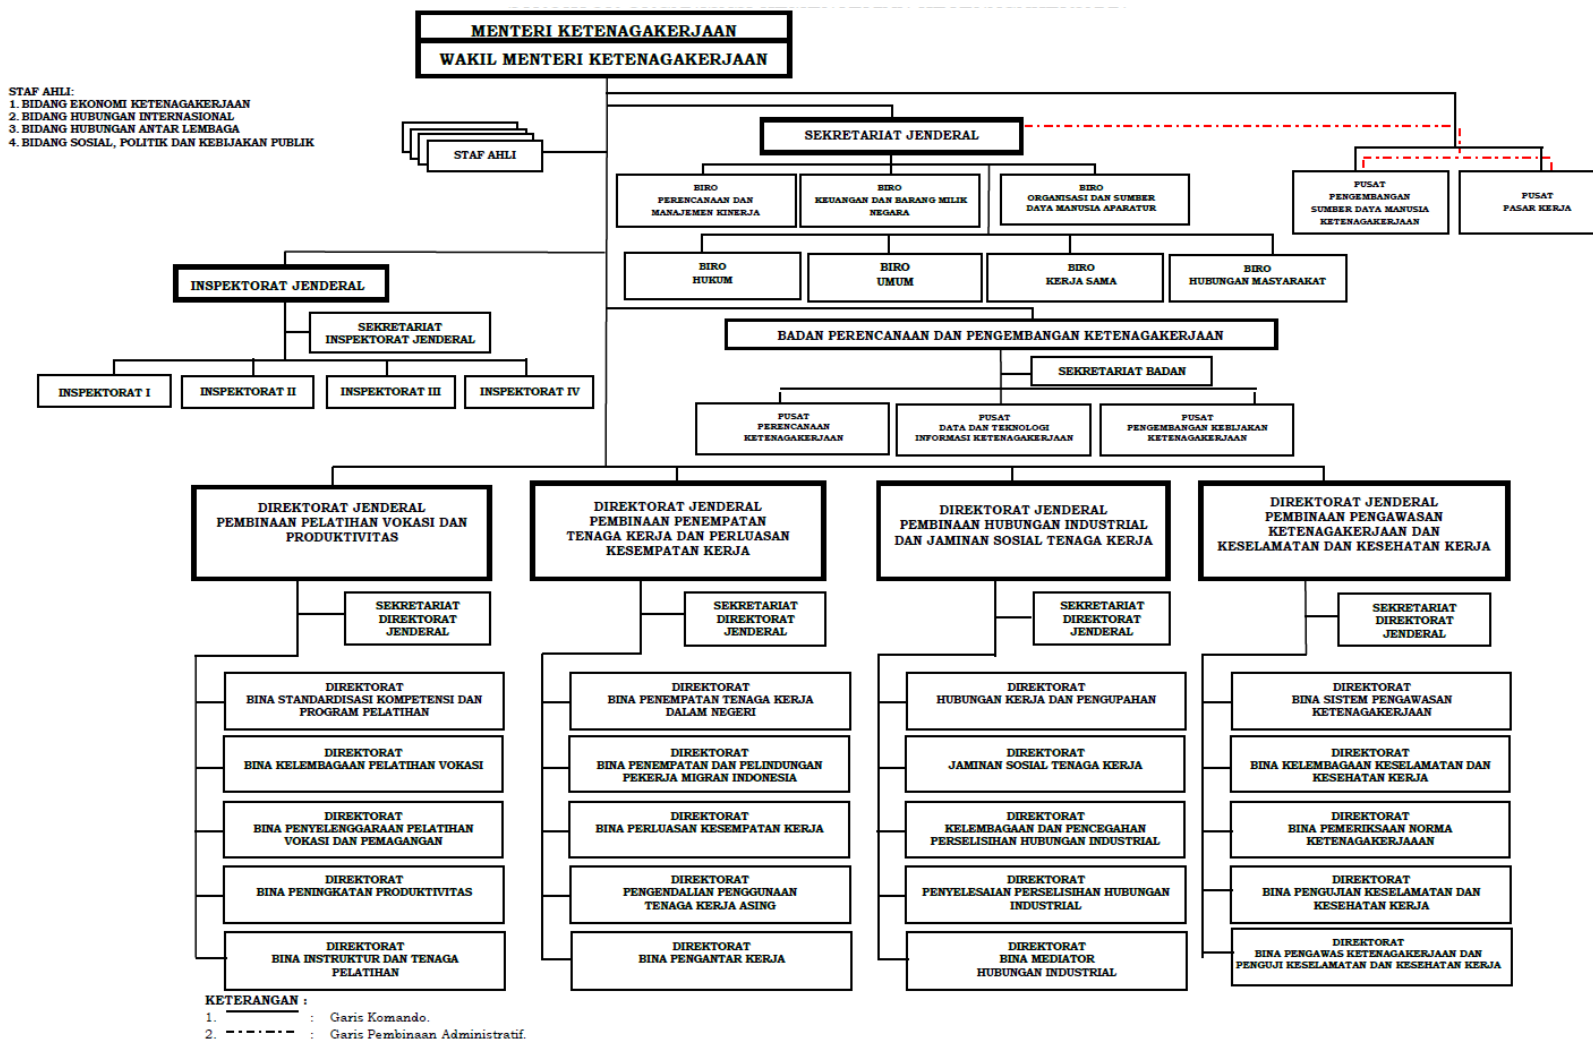 MENTERI KETENAGAKERJAAN
WAKIL MENTERI KETENAGAKERJAAN
STAF AHLI:
1. BIDANG EKONOMI KETENAGAKERJAAN
2. BIDANG HUBUNGAN INTERNASIONAL
3. BIDANG HUBUNGAN ANTAR LEMBAGA
4. BIDANG SOSIAL, POLITIK DAN KEBIJAKAN PUBLIK
STAF AHLI
SEKRETARIAT JENDERAL
BIRO
PERENCANAAN DAN
MANAJEMEN KINERJA
BIRO
KEUANGAN DAN BARANG MILIK
NEGARA
BIRO
ORGANISASI DAN SUMBER
DAYA MANUSIA APARATUR
PUSAT
PENGEMBANGAN
SUMBER DAYA MANUSIA
KETENAGAKERJAAN
PUSAT
PASAR KERJA
BIRO
HUKUM
BIRO
UMUM
BIRO
KERJA SAMA
BIRO
HUBUNGAN MASYARAKAT
INSPEKTORAT JENDERAL
SEKRETARIAT
INSPEKTORAT JENDERAL
INSPEKTORAT I
INSPEKTORAT II
INSPEKTORAT III
INSPEKTORAT IV
BADAN PERENCANAAN DAN PENGEMBANGAN KETENAGAKERJAAN
SEKRETARIAT BADAN
PUSAT
PERENCANAAN
KETENAGAKERJAAN
PUSAT
DATA DAN TEKNOLOGI
INFORMASI KETENAGAKERJAAN
PUSAT
PENGEMBANGAN KEBIJAKAN
KETENAGAKERJAAN
DIREKTORAT JENDERAL
PEMBINAAN PELATIHAN VOKASI DAN
PRODUKTIVITAS
SEKRETARIAT
DIREKTORAT
JENDERAL
DIREKTORAT
BINA STANDARDISASI KOMPETENSI DAN
PROGRAM PELATIHAN
DIREKTORAT
BINA KELEMBAGAAN PELATIHAN VOKASI
DIREKTORAT
BINA PENYELENGGARAAN PELATIHAN
VOKASI DAN PEMAGANGAN
DIREKTORAT
BINA PENINGKATAN PRODUKTIVITAS
DIREKTORAT
BINA INSTRUKTUR DAN TENAGA
PELATIHAN
DIREKTORAT JENDERAL
PEMBINAAN PENEMPATAN
TENAGA KERJA DAN PERLUASAN
KESEMPATAN KERJA
SEKRETARIAT
DIREKTORAT
JENDERAL
DIREKTORAT
BINA PENEMPATAN TENAGA KERJA
DALAM NEGERI
DIREKTORAT
BINA PENEMPATAN DAN PELINDUNGAN
PEKERJA MIGRAN INDONESIA
DIREKTORAT
BINA PERLUASAN KESEMPATAN KERJA
DIREKTORAT
PENGENDALIAN PENGGUNAAN
TENAGA KERJA ASING
DIREKTORAT
BINA PENGANTAR KERJA
DIREKTORAT JENDERAL
PEMBINAAN HUBUNGAN INDUSTRIAL
DAN JAMINAN SOSIAL TENAGA KERJA
SEKRETARIAT
DIREKTORAT
JENDERAL
DIREKTORAT
HUBUNGAN KERJA DAN PENGUPAHAN
DIREKTORAT
JAMINAN SOSIAL TENAGA KERJA
DIREKTORAT
KELEMBAGAAN DAN PENCEGAHAN
PERSELISIHAN HUBUNGAN INDUSTRIAL
DIREKTORAT
PENYELESAIAN PERSELISIHAN HUBUNGAN
INDUSTRIAL
DIREKTORAT
BINA MEDIATOR
HUBUNGAN INDUSTRIAL
DIREKTORAT JENDERAL
PEMBINAAN PENGAWASAN
KETENAGAKERJAAN DAN
KESELAMATAN DAN KESEHATAN KERJA
SEKRETARIAT
DIREKTORAT
JENDERAL
DIREKTORAT
BINA SISTEM PENGAWASAN
KETENAGAKERJAAN
DIREKTORAT
BINA KELEMBAGAAN KESELAMATAN DAN
KESEHATAN KERJA
DIREKTORAT
BINA PEMERIKSAAN NORMA
KETENAGAKERJAAAN
DIREKTORAT
BINA PENGUJIAN KESELAMATAN DAN
KESEHATAN KERJA
DIREKTORAT
BINA PENGAWAS KETENAGAKERJAAN DAN
PENGUJI KESELAMATAN DAN KESEHATAN KERJA
KETERANGAN :
1. : Garis Komando.
2. : Garis Pembinaan Administratif.